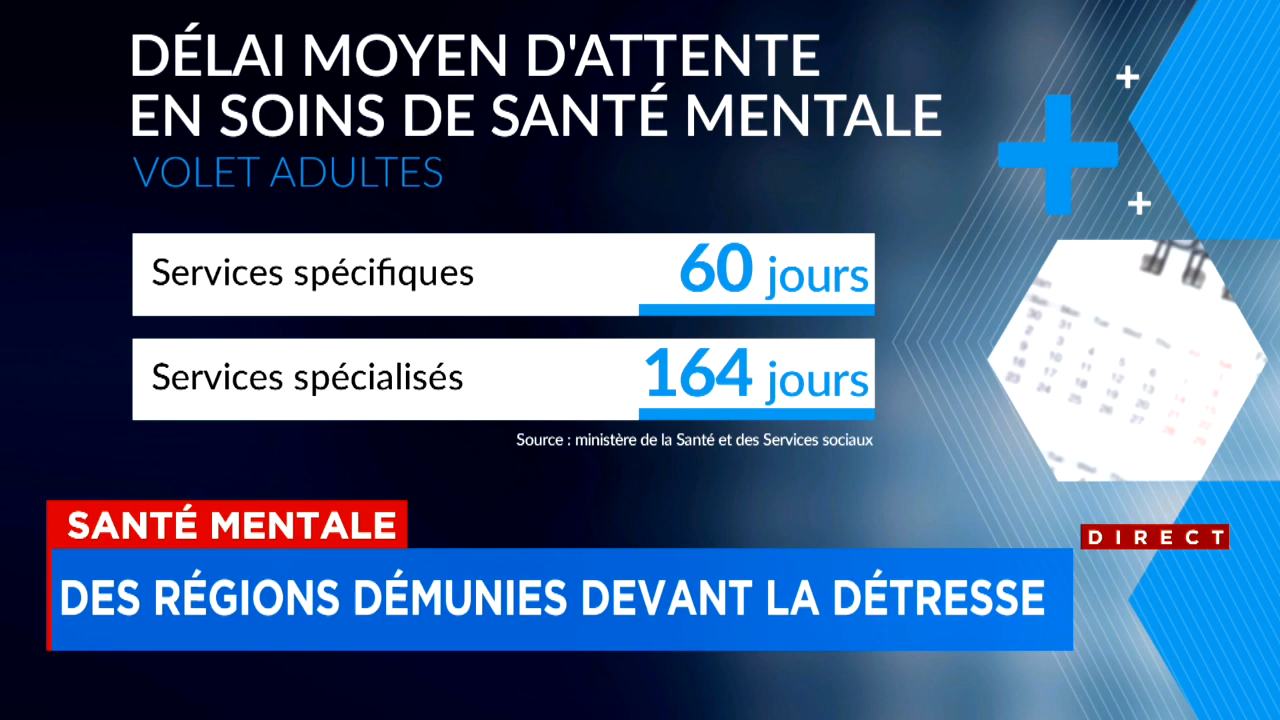 DÉLAI MOYEN D'ATTENTE
EN SOINS DE SANTÉ MENTALE
VOLET ADULTES
Services spécifiques 60 jours
Services spécialisés 164 jours
Source : ministère de la Santé et des Services sociaux
SANTÉ MENTALE
DIRECT
DES RÉGIONS DÉMUNIES DEVANT LA DÉTRESSE